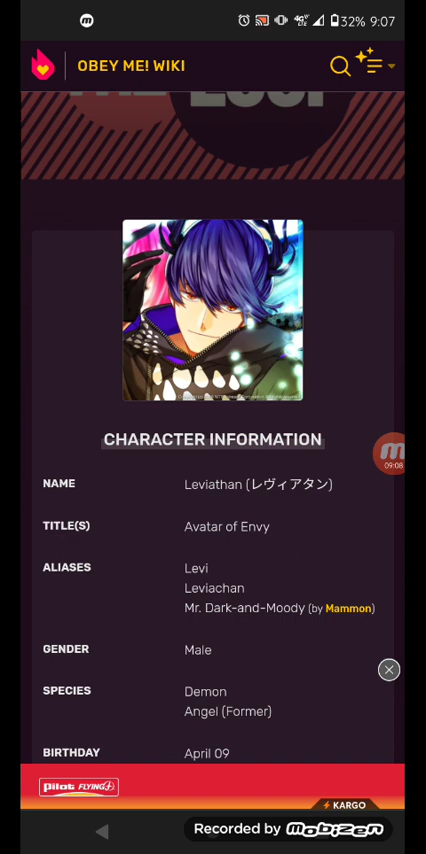 32% 9:07
OBEY ME! WIKI
CHARACTER INFORMATION
09:08
NAME
Leviathan (レヴィアタン)
TITLE(S)
Avatar of Envy
ALIASES
Levi
Leviachan
Mr. Dark-and-Moody (by Mammon)
GENDER
Male
SPECIES
Demon
Angel (Former)
BIRTHDAY
April 09
Pilot FLYING J
KARGO
Recorded by mobizen